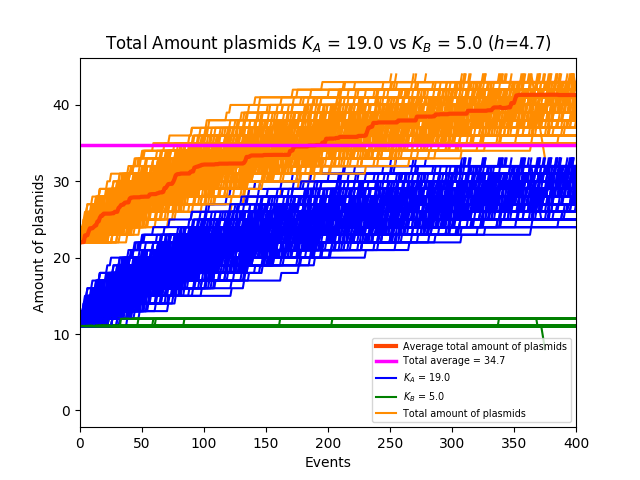 Total Amount plasmids K_A = 19.0 vs K_B = 5.0 (h=4.7)
Amount of plasmids
40
30
20
10
0
Average total amount of plasmids
Total average = 34.7
K_A = 19.0
K_B = 5.0
Total amount of plasmids
0 50 100 150 200 250 300 350 400
Events